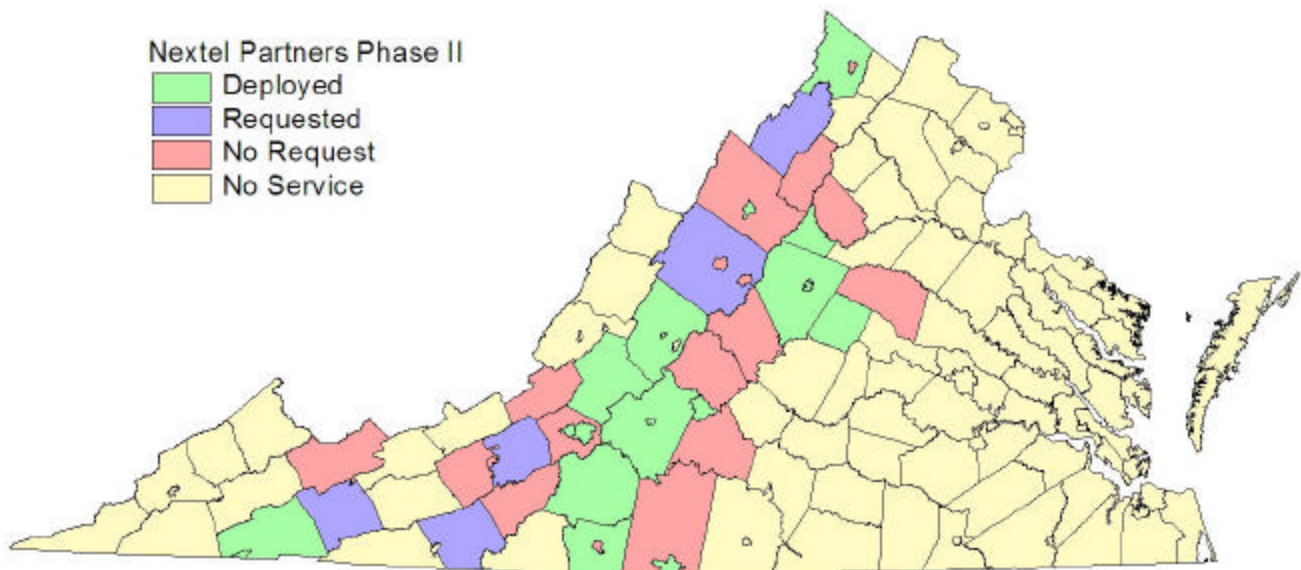 Nextel Partners Phase II
Deployed
Requested
No Request
No Service